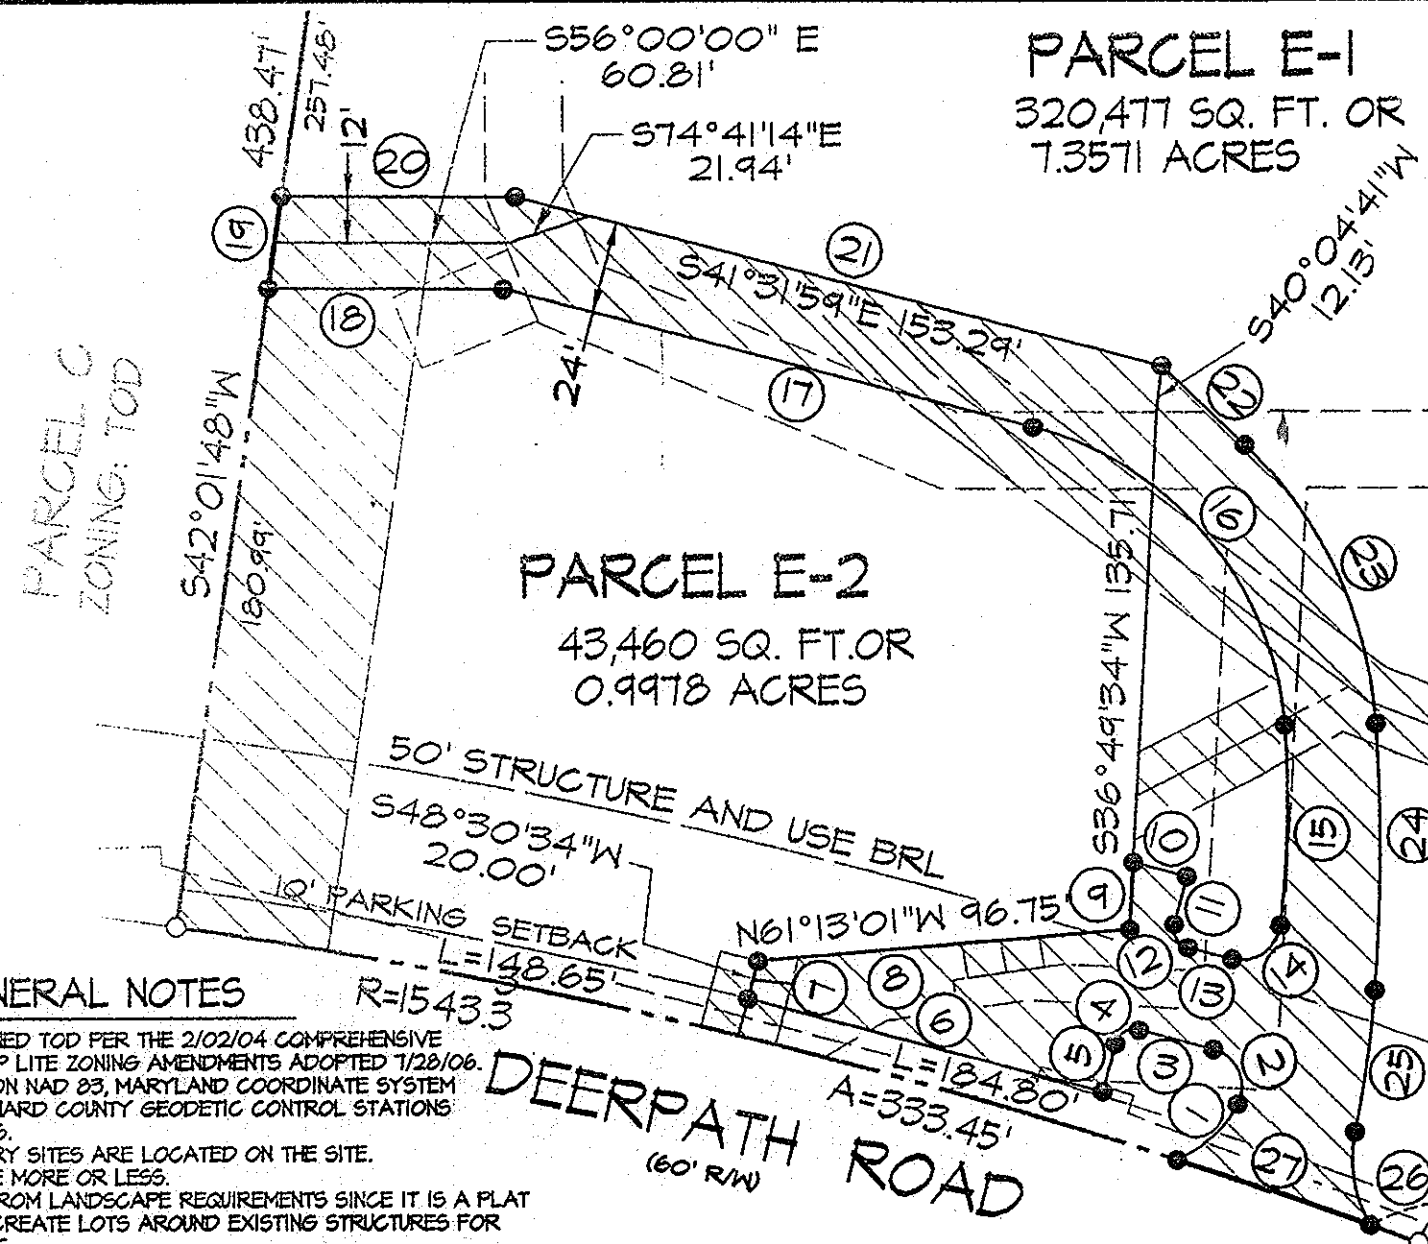 S56°00'00" E
60.81'
PARCEL E-1
320,477 SQ. FT. OR
7.3571 ACRES
438.47'
257.48'
12'
S74°41'14"E
21.94'
20
19
21
S40°04'41"W
12.13'
S41°31'59"E 153.29'
18
24'
17
22
PARCEL C
ZONING: TOD
S42°01'48"W
180.99'
16
23
PARCEL E-2
43,460 SQ. FT. OR
0.9978 ACRES
S36°49'34"W 135.71'
50' STRUCTURE AND USE BRL
S48°30'34"W
20.00'
10
15
24
10' PARKING SETBACK
N61°13'01"W 96.75'
9
11
L=148.65'
R=1543.3
7
8
6
12
13
14
4
5
3
2
1
25
L=184.80'
A=333.45'
DEERPATH ROAD
(60' R/W)
27
26
NERAL NOTES
ED TOD PER THE 2/02/04 COMPREHENSIVE
P LITE ZONING AMENDMENTS ADOPTED 7/28/06.
ON NAD 83, MARYLAND COORDINATE SYSTEM
ARD COUNTY GEODETIC CONTROL STATIONS
RY SITES ARE LOCATED ON THE SITE.
E MORE OR LESS.
ROM LANDSCAPE REQUIREMENTS SINCE IT IS A PLAT
CREATE LOTS AROUND EXISTING STRUCTURES FOR